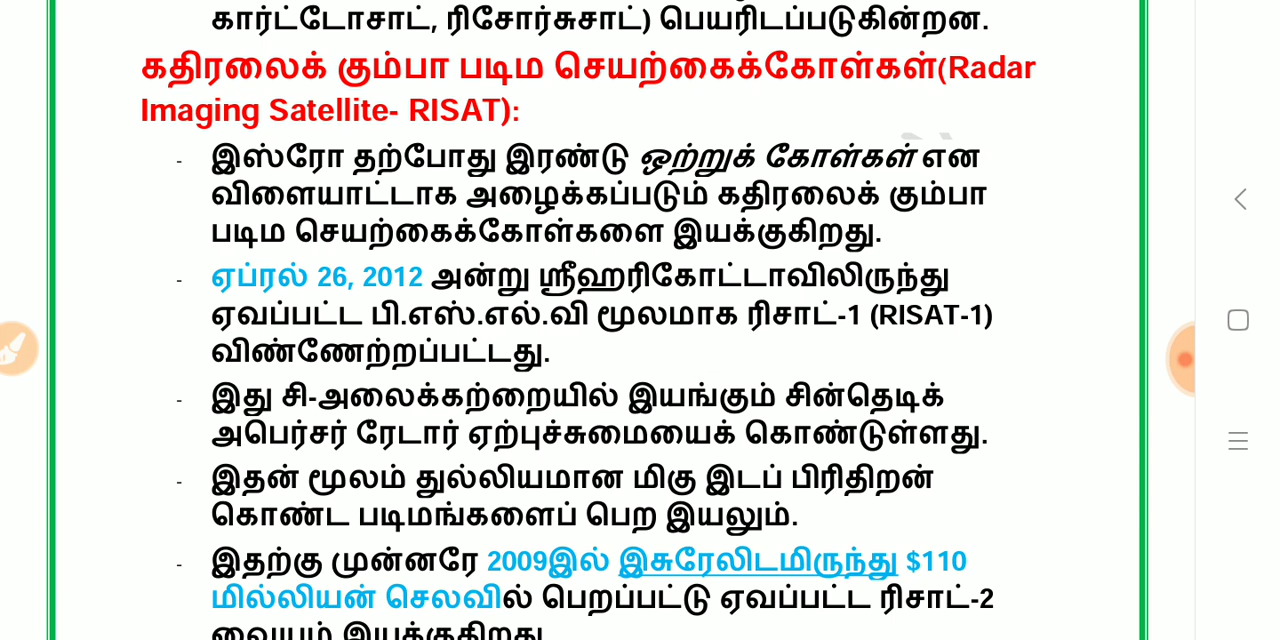 கார்ட்டோசாட், ரிசோர்சுசாட்) பெயரிடப்படுகின்றன.
கதிரலைக் கும்பா படிம செயற்கைக்கோள்கள்(Radar
Imaging Satellite- RISAT):
- இஸ்ரோ தற்போது இரண்டு ஒற்றுக் கோள்கள் என
விளையாட்டாக அழைக்கப்படும் கதிரலைக் கும்பா
படிம செயற்கைக்கோள்களை இயக்குகிறது.
- ஏப்ரல் 26, 2012 அன்று ஸ்ரீஹரிகோட்டாவிலிருந்து
ஏவப்பட்ட பி.எஸ்.எல்.வி மூலமாக ரிசாட்-1 (RISAT-1)
விண்ணேற்றப்பட்டது.
- இது சி-அலைக்கற்றையில் இயங்கும் சின்தெடிக்
அபெர்சர் ரேடார் ஏற்புச்சுமையைக் கொண்டுள்ளது.
- இதன் மூலம் துல்லியமான மிகு இடப் பிரிதிறன்
கொண்ட படிமங்களைப் பெற இயலும்.
- இதற்கு முன்னரே 2009இல் இசுரேலிடமிருந்து $110
மில்லியன் செலவில் பெறப்பட்டு ஏவப்பட்ட ரிசாட்-2
வையும் இயக்குகிறது